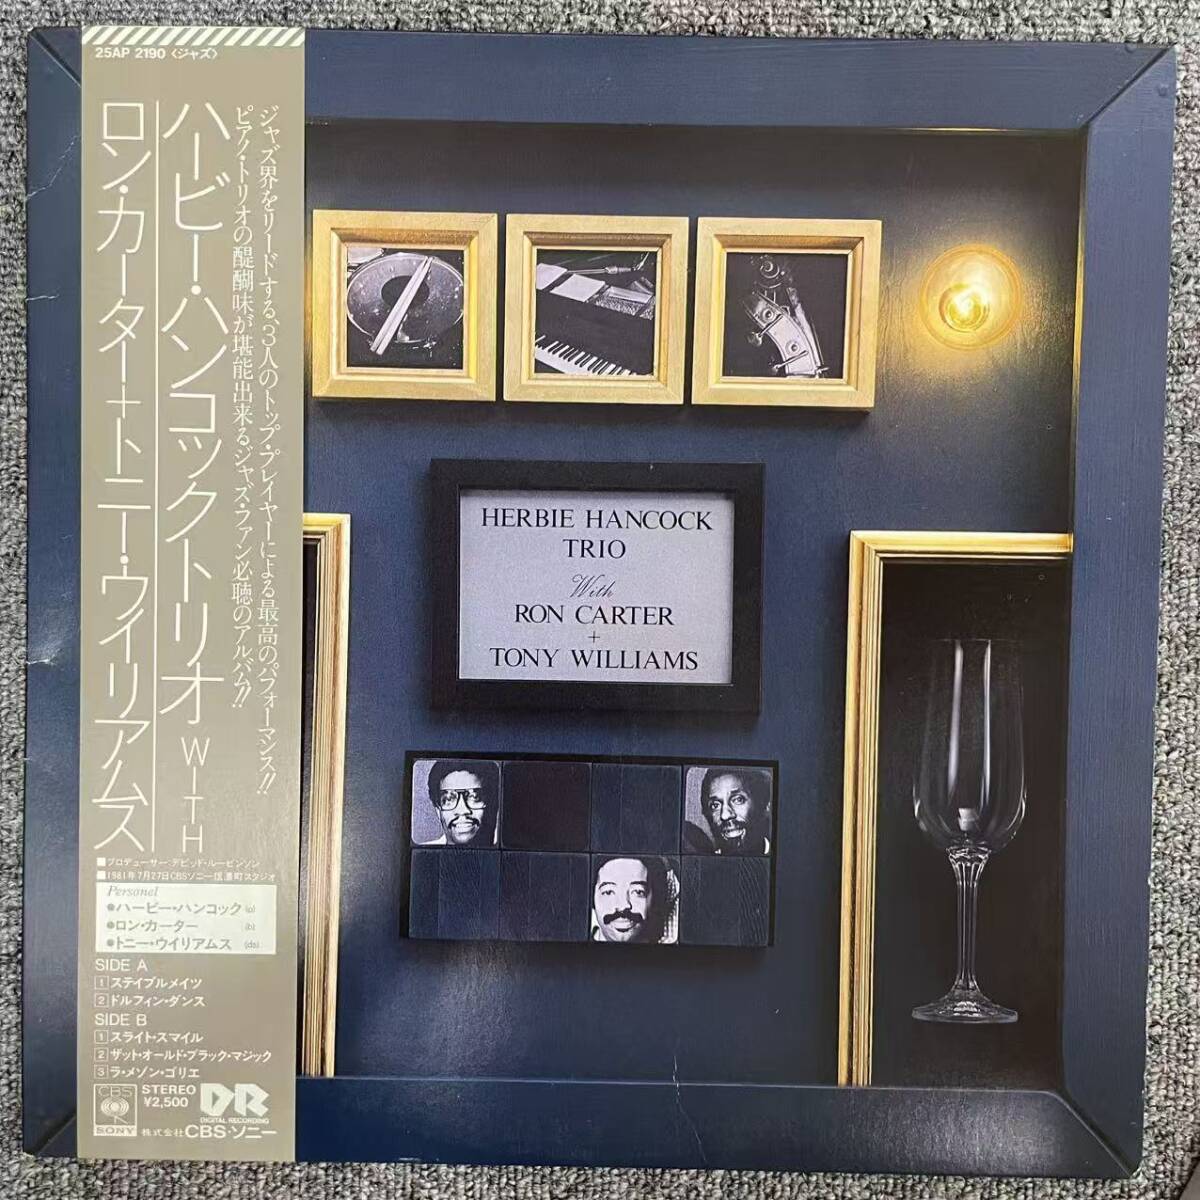 25AP 2190 〈ジャズ〉
ジャズ界をリードする、3人のトップ・プレイヤーによる最高のパフォーマンス!!
ピアノ・トリオの醍醐味が堪能出来る、ジャズ・ファン必聴のアルバム!!
ハービー・ハンコックトリオ WITH
ロン・カーター+トニー・ウイリアムス
■プロデューサー:デビッド・ルービンソン
■1981年7月27日CBSソニー信濃町スタジオ
Personel
●ハービー・ハンコック(p)
●ロン・カーター (b)
●トニー・ウイリアムス (ds)
SIDE A
1 ステイブルメイツ
2 ドルフィン・ダンス
SIDE B
1 スライト・スマイル
2 ザット・オールド・ブラック・マジック
3 ラ・メゾン・ゴリエ
CBS
SONY
STEREO
¥2,500
DR
DIGITAL RECORDING
株式会社CBS・ソニー
HERBIE HANCOCK
TRIO
With
RON CARTER
+
TONY WILLIAMS